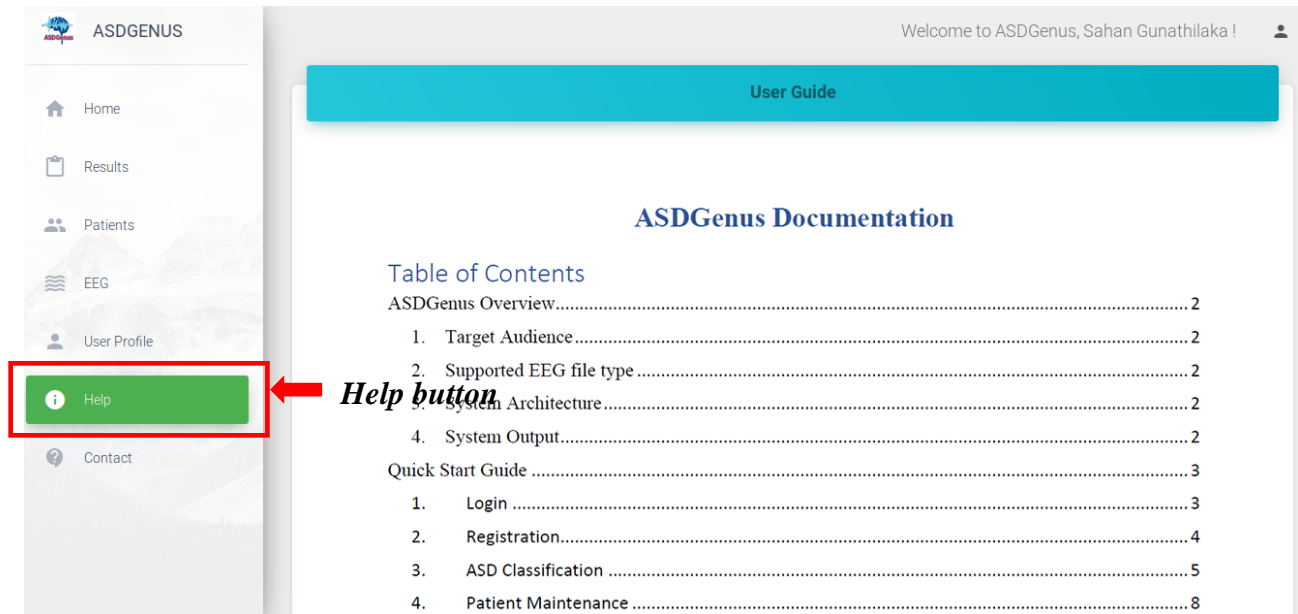 ASDGENUS
Welcome to ASDGenus, Sahan Gunathilaka !
ASDGenus
Home
Results
Patients
EEG
User Profile
Help
Contact
User Guide
ASDGenus Documentation
Table of Contents
ASDGenus Overview.......... 2
1. Target Audience.......... 2
2. Supported EEG file type .......... 2
3. System Architecture.......... 2
Help button
4. System Output.......... 2
Quick Start Guide .......... 3
1. Login .......... 3
2. Registration.......... 4
3. ASD Classification .......... 5
4. Patient Maintenance .......... 8